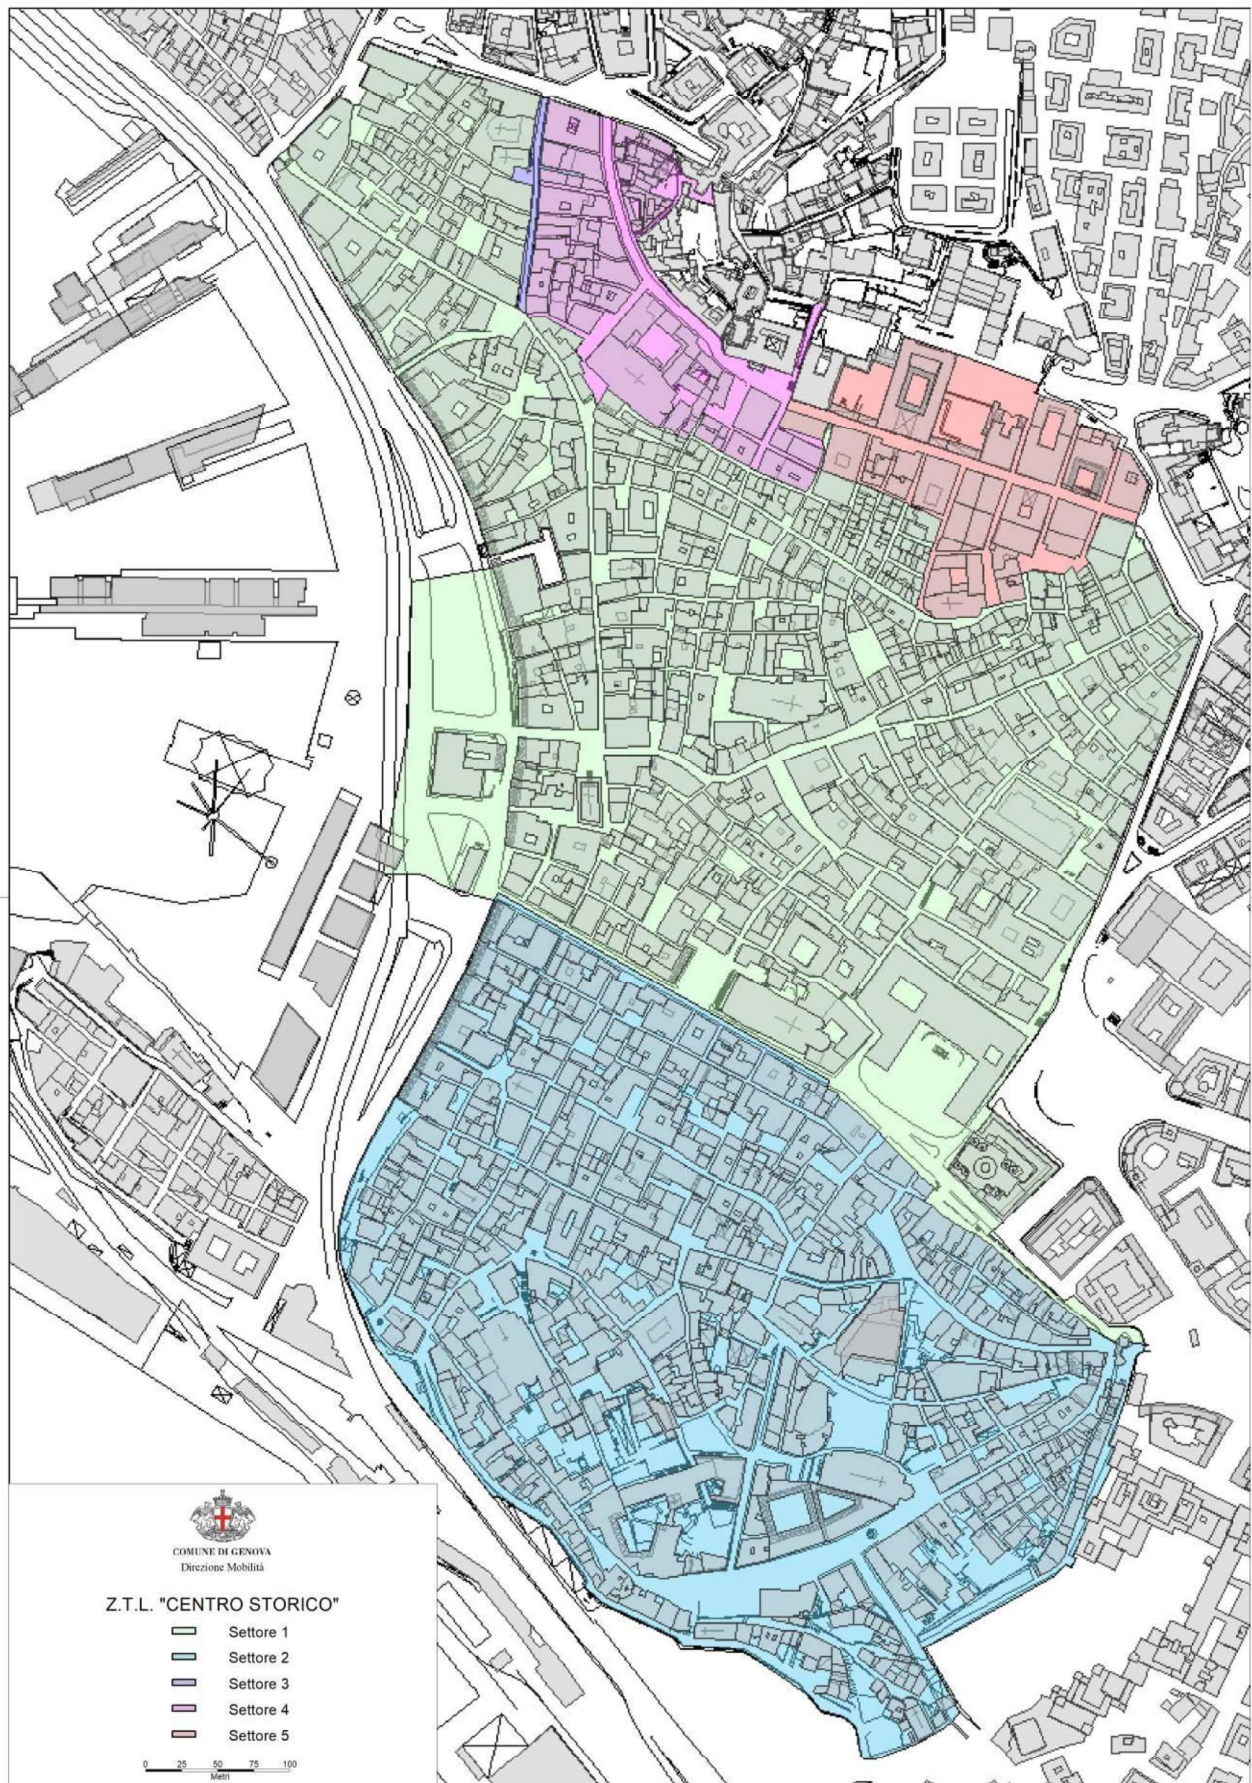 COMUNE DI GENOVA
Direzione Mobilità
Z.T.L. "CENTRO STORICO"
Settore 1
Settore 2
Settore 3
Settore 4
Settore 5
0 25 50 75 100
Metri